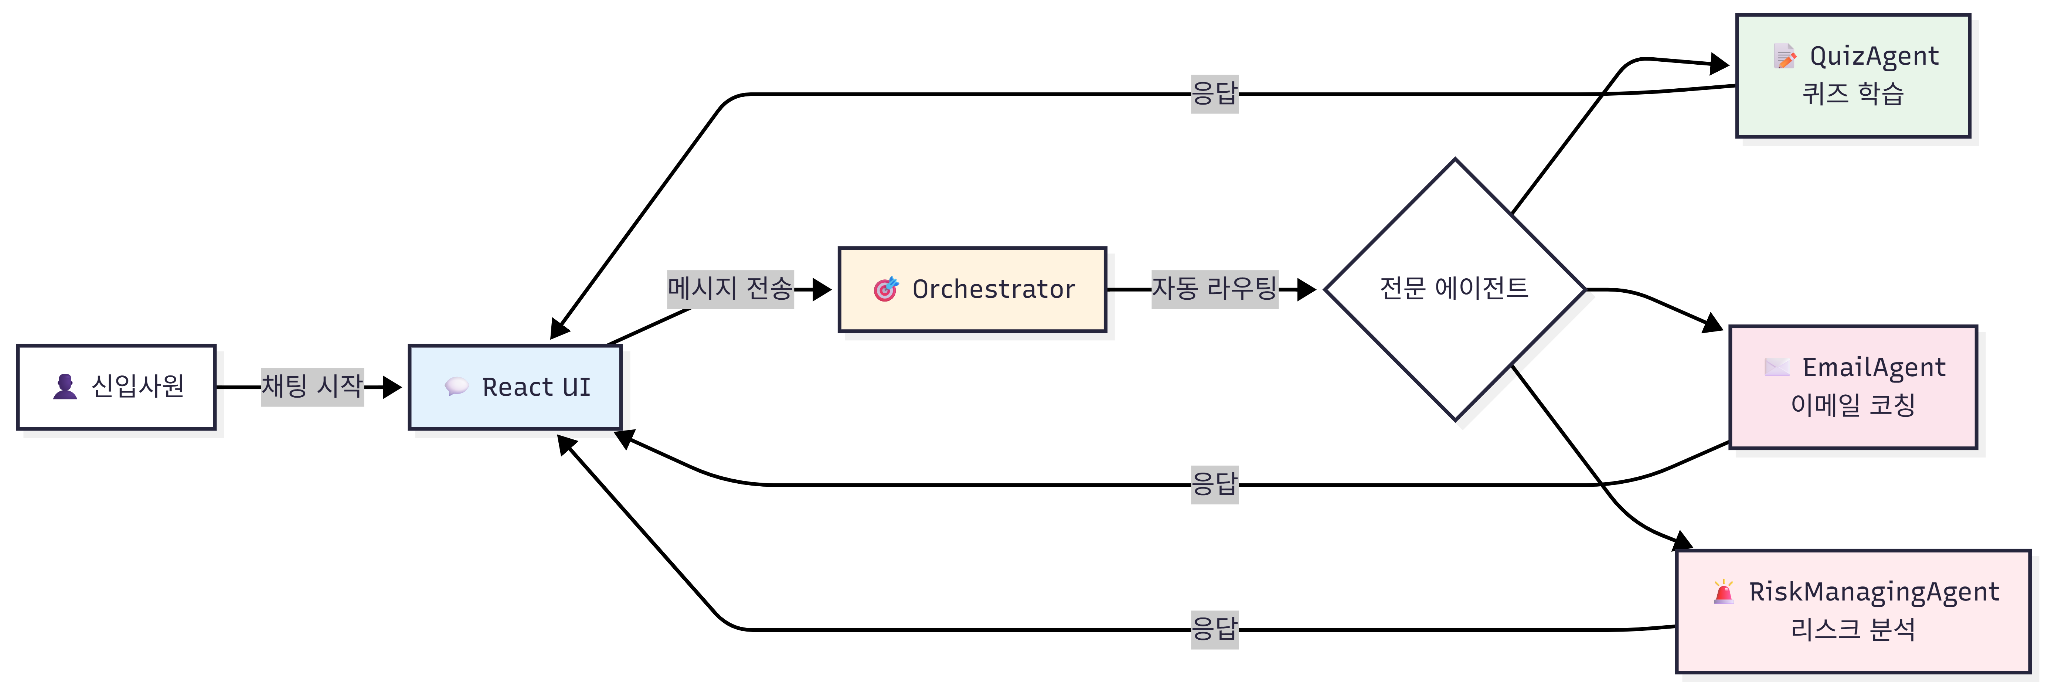 신입사원
채팅 시작
React UI
메시지 전송
Orchestrator
자동 라우팅
전문 에이전트
QuizAgent
퀴즈 학습
응답
EmailAgent
이메일 코칭
응답
RiskManagingAgent
리스크 분석
응답